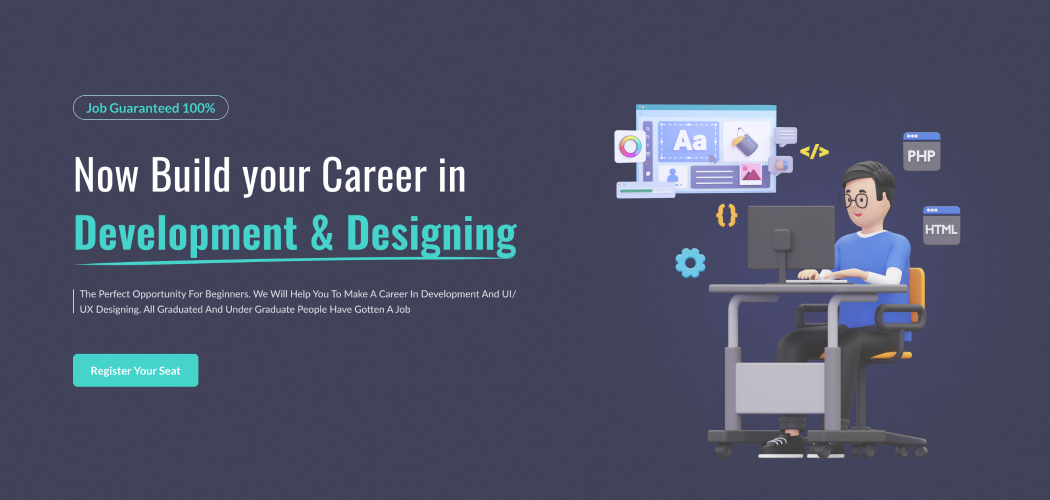 Job Guaranteed 100%
Now Build your Career in
Development & Designing
The Perfect Opportunity For Beginners. We Will Help You To Make A Career In Development And UI/
UX Designing. All Graduated And Under Graduate People Have Gotten A Job
Register Your Seat
Aa
</>
PHP
{}
HTML